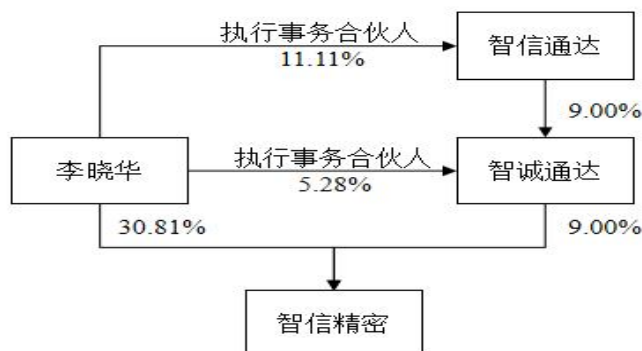 执行事务合伙人
11.11%
智信通达
9.00%
李晓华
执行事务合伙人
5.28%
智诚通达
30.81%
9.00%
智信精密